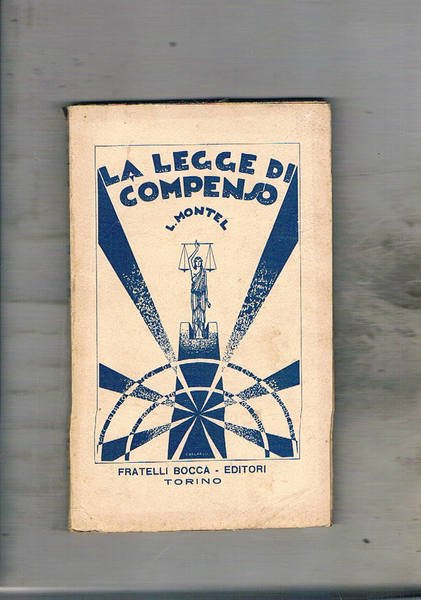 LA LEGGE DI
COMPENSO
L. MONTEL
FRATELLI BOCCA - EDITORI
TORINO